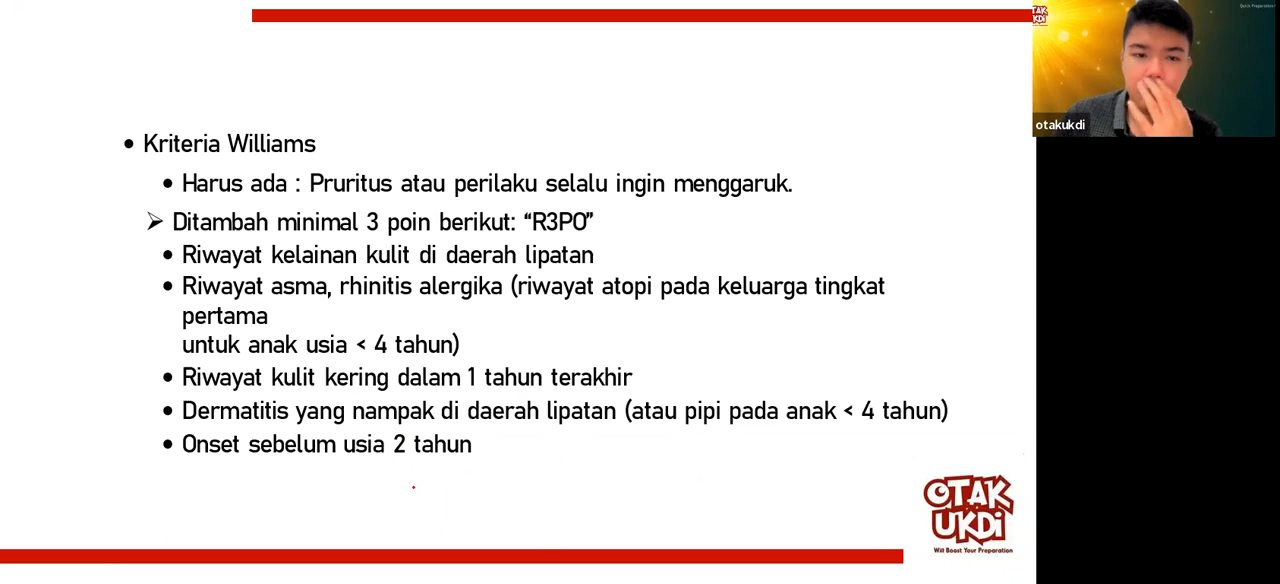 • Kriteria Williams
• Harus ada : Pruritus atau perilaku selalu ingin menggaruk.
➢ Ditambah minimal 3 poin berikut: “R3PO”
• Riwayat kelainan kulit di daerah lipatan
• Riwayat asma, rhinitis alergika (riwayat atopi pada keluarga tingkat
pertama
untuk anak usia < 4 tahun)
• Riwayat kulit kering dalam 1 tahun terakhir
• Dermatitis yang nampak di daerah lipatan (atau pipi pada anak < 4 tahun)
• Onset sebelum usia 2 tahun
OTAK
UKDi
Will Boost Your Preparation
otakukdi